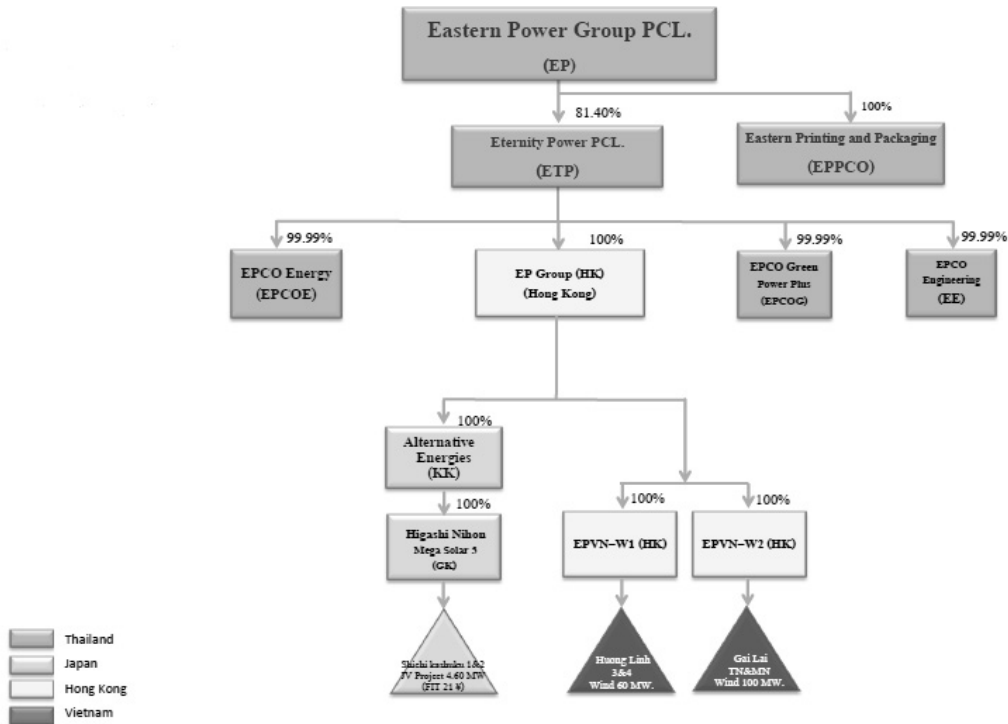 Eastern Power Group PCL.
(EP)
81.40%
100%
Eternity Power PCL.
(ETP)
Eastern Printing and Packaging
(EPPCO)
99.99%
100%
99.99%
99.99%
EPCO Energy
(EPCOE)
EP Group (HK)
(Hong Kong)
EPCO Green
Power Plus
(EPCOG)
EPCO
Engineering
(EE)
100%
Alternative
Energies
(KK)
100%
100%
100%
Higashi Nihon
Mega Solar 3
(GK)
EPVN-W1 (HK)
EPVN-W2 (HK)
1&2
JV Project 4.60 MW
(FIT 21 ¥)
Huong Linh
3&4
Wind 60 MW.
Gai Lai
TN&MN
Wind 100 MW.
Thailand
Japan
Hong Kong
Vietnam